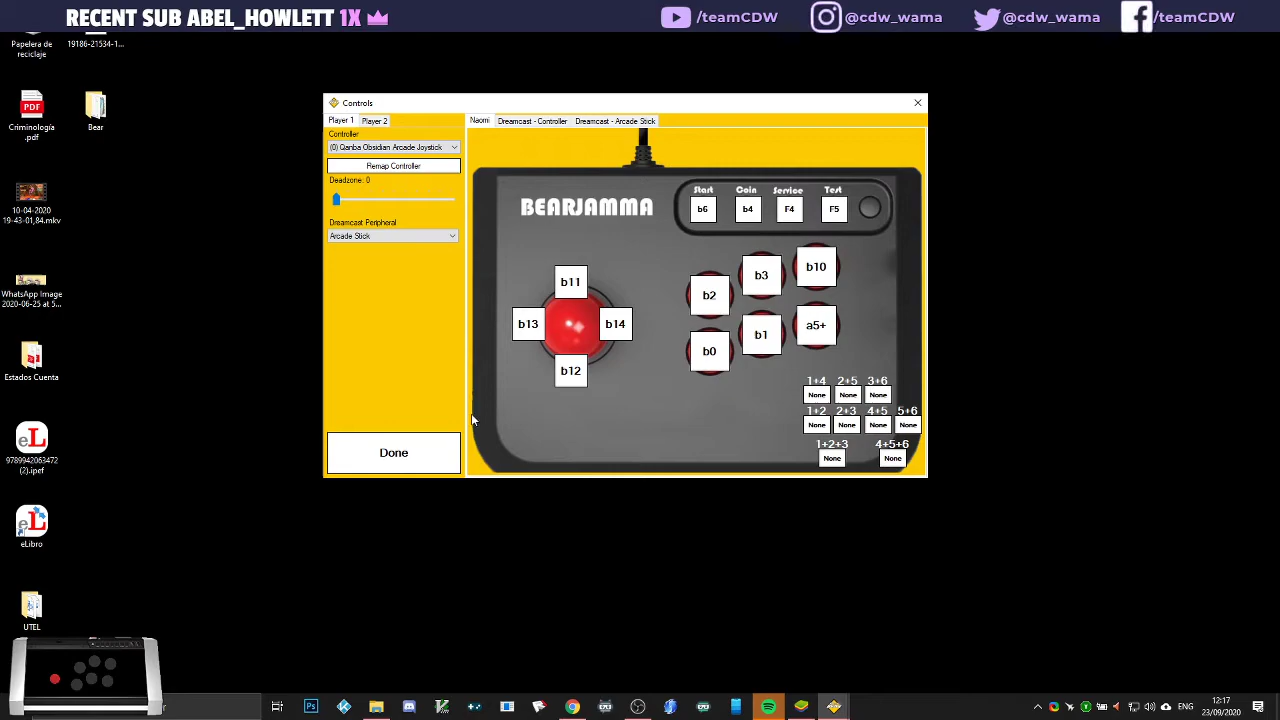 RECENT SUB ABEL_HOWLETT 1X
/teamCDW
@cdw_wama
@cdw_wama
/teamCDW
Papelera de
reciclaje
19186-21534-1...
Criminología
.pdf
Bear
10-04-2020
19-43-01,84.mkv
WhatsApp Image
2020-06-25 at 5...
Estados Cuenta
9789942063472
(2).ipef
eLibro
UTEL
Controls
Player 1
Player 2
Naomi
Dreamcast - Controller
Dreamcast - Arcade Stick
Controller
(0) Qanba Obsidian Arcade Joystick
Remap Controller
Deadzone: 0
Dreamcast Peripheral
Arcade Stick
Done
BEARJAMMA
Start
Coin
Service
Test
b6
b4
F4
F5
b11
b13
b14
b12
b2
b3
b10
b0
b1
a5+
1+4
2+5
3+6
None
None
None
1+2
2+3
4+5
5+6
None
None
None
None
1+2+3
4+5+6
None
None
ENG
12:17
23/09/2020